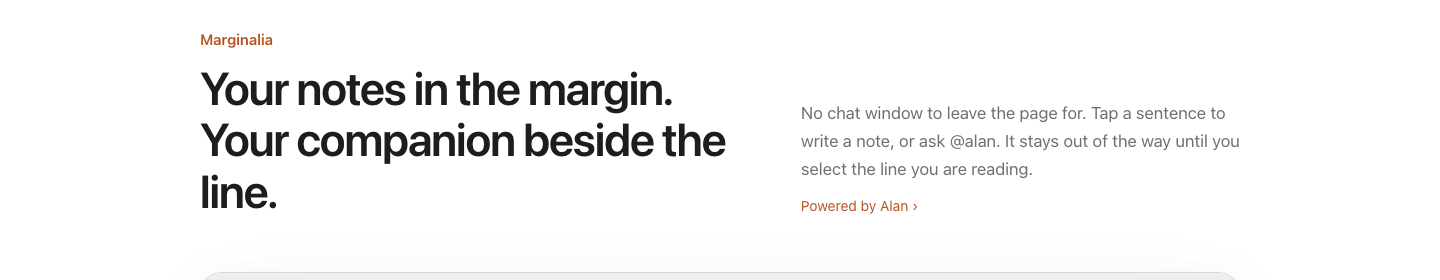 Marginalia
Your notes in the margin.
Your companion beside the
line.
No chat window to leave the page for. Tap a sentence to
write a note, or ask @alan. It stays out of the way until you
select the line you are reading.
Powered by Alan ›